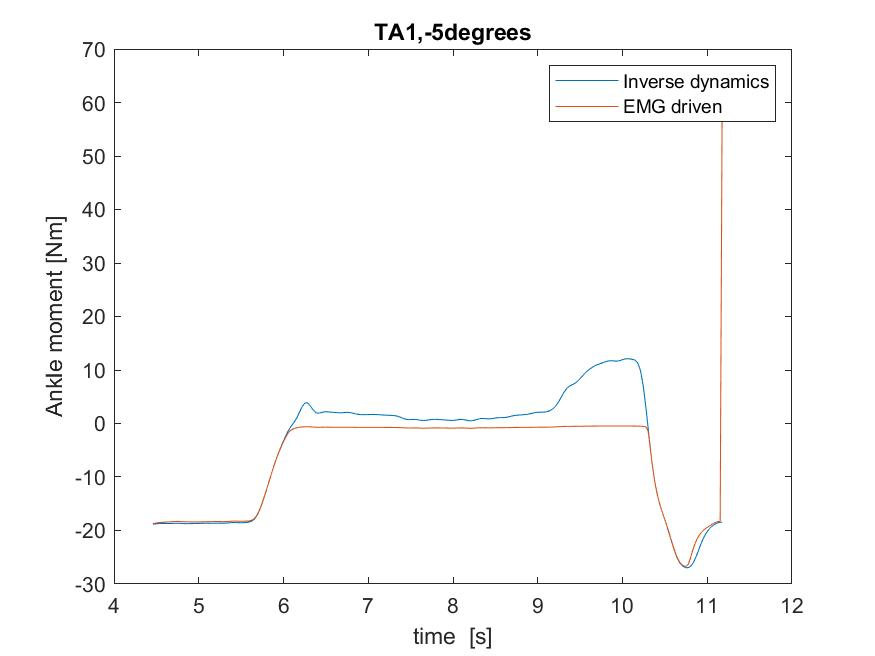 TA1,-5degrees
Inverse dynamics
EMG driven
70
60
50
40
30
20
10
0
-10
-20
-30
Ankle moment [Nm]
4 5 6 7 8 9 10 11 12
time [s]